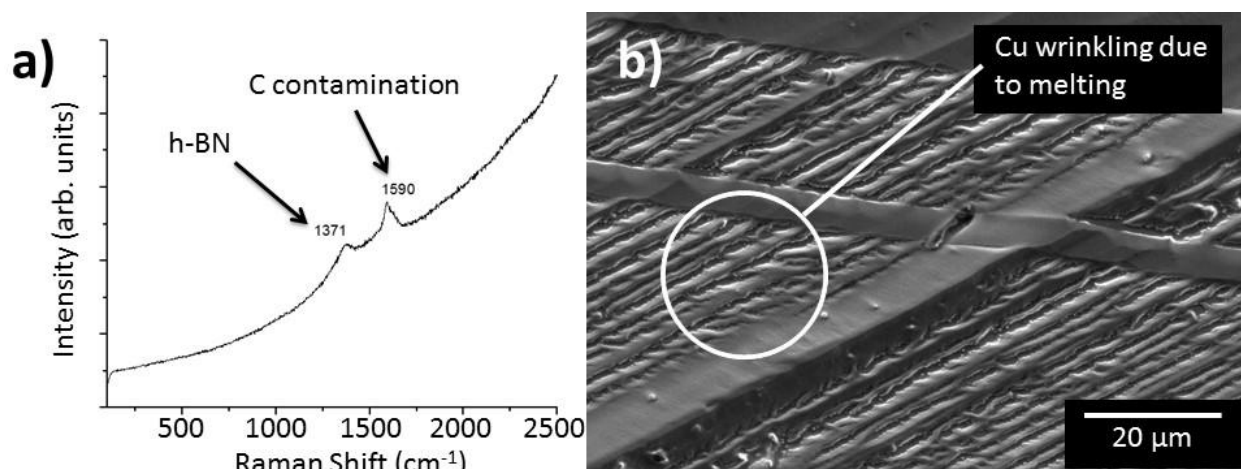 a)
C contamination
h-BN
1590
1371
Intensity (arb. units)
500
1000
1500
2000
2500
Raman Shift (cm⁻¹)
b)
Cu wrinkling due
to melting
20 µm